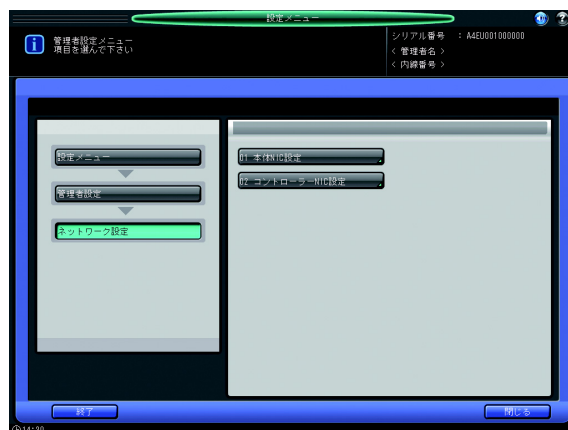 設定メニュー
管理者設定メニュー
項目を選んで下さい
シリアル番号 : A4EU001000000
< 管理者名 >
< 内線番号 >
設定メニュー
管理者設定
ネットワーク設定
01 本体NIC設定
02 コントローラーNIC設定
終了
閉じる
14:30